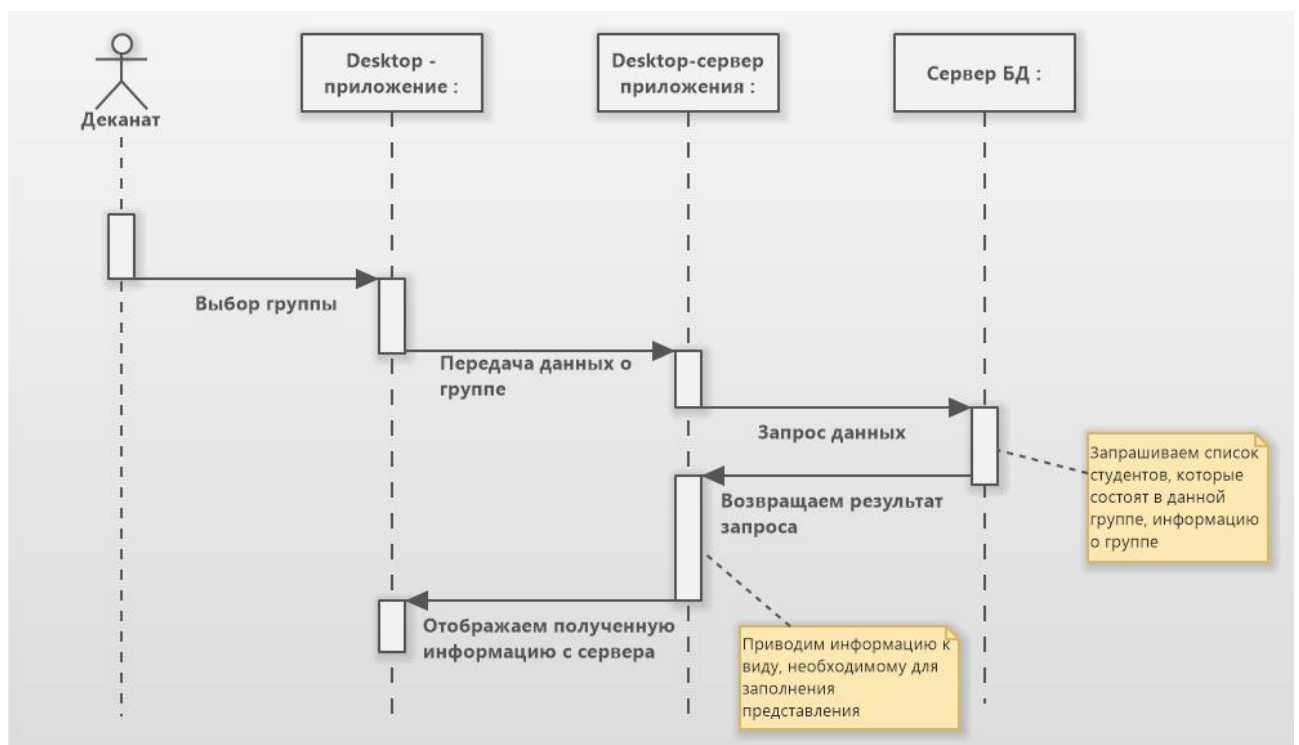 Деканат
Desktop -
приложение :
Desktop-сервер
приложения :
Сервер БД :
Выбор группы
Передача данных о
группе
Запрос данных
Запрашиваем список
студентов, которые
состоят в данной
группе, информацию
о группе
Возвращаем результат
запроса
Отображаем полученную
информацию с сервера
Приводим информацию к
виду, необходимому для
заполнения
представления